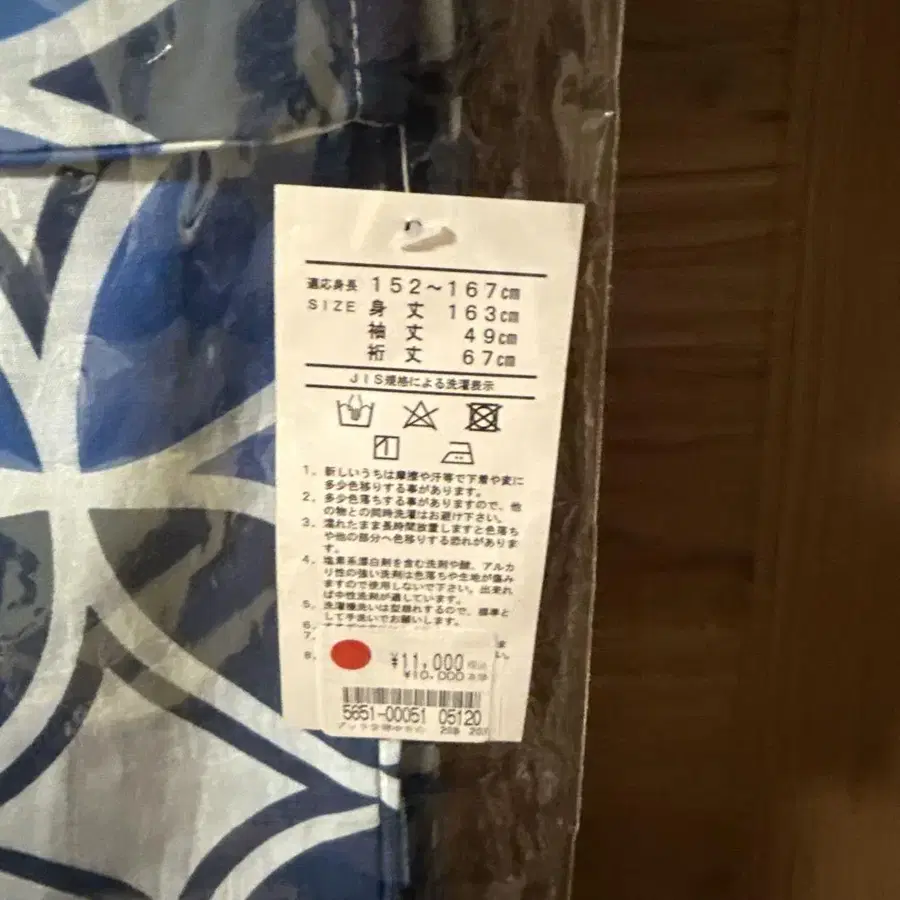 適応身長 152〜167cm
SIZE 身 丈 163cm
袖 丈 49cm
裄 丈 67cm
JIS規格による洗濯表示
1. 新しいうちは摩擦や汗等で下着や皮に
多少色移りする事があります。
2. 多少色落ちする事がありますので、他
の物との同時洗濯はお避け下さい。
3. 濡れたまま長時間放置しますと色落ち
や他の部分へ色移りする恐れがありま
す。
4. 塩素系漂白剤を含む洗剤や酸、アルカ
リ性の強い洗剤は色落ちや生地が傷み
ますので使用しないで下さい。出来れ
ば中性洗剤が適しています。
5. 洗濯機洗いは型崩れするので、標準と
して手洗いでお願いします。
6.
7.
8.
¥11,000 税込
¥10,000 本体
5651-00051 05120